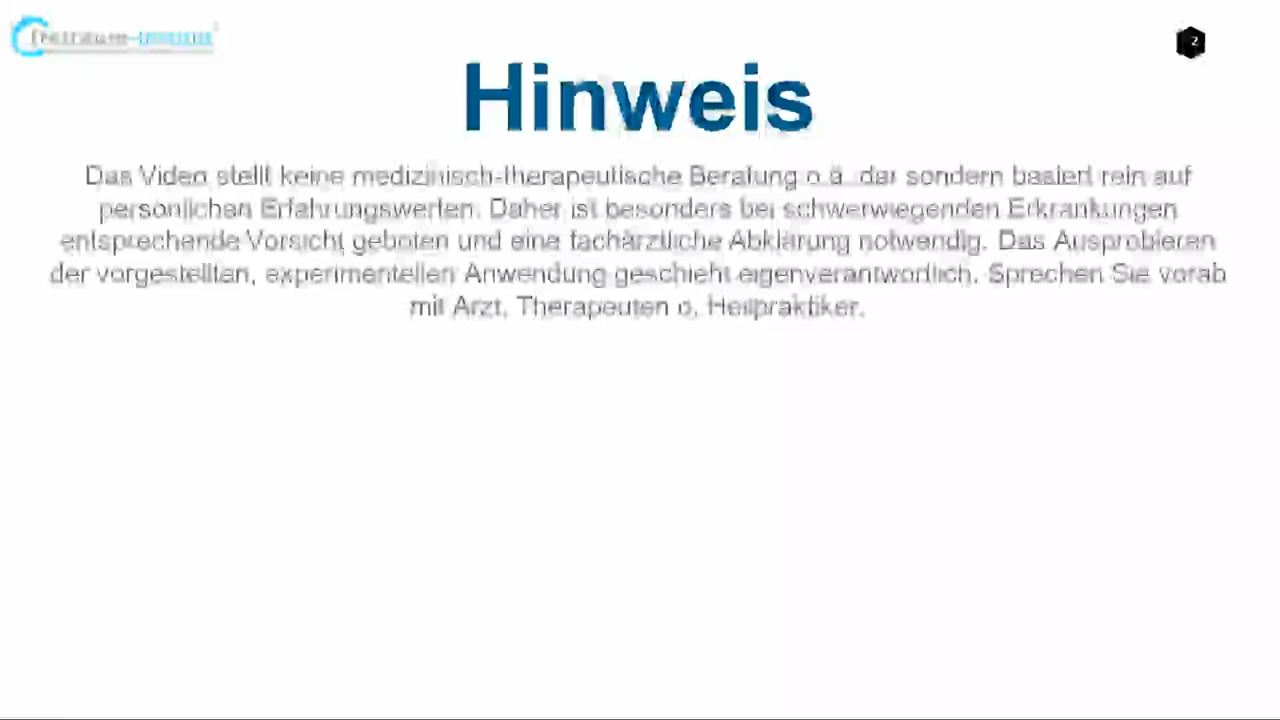 2
Hinweis
Das Video stellt keine medizinisch-therapeutische Beratung o.ä. dar sondern basiert rein auf
persönlichen Erfahrungswerten. Daher ist besonders bei schwerwiegenden Erkrankungen
entsprechende Vorsicht geboten und eine fachärztliche Abklärung notwendig. Das Ausprobieren
der vorgestellten, experimentellen Anwendung geschieht eigenverantwortlich. Sprechen Sie vorab
mit Arzt, Therapeuten o. Heilpraktiker.